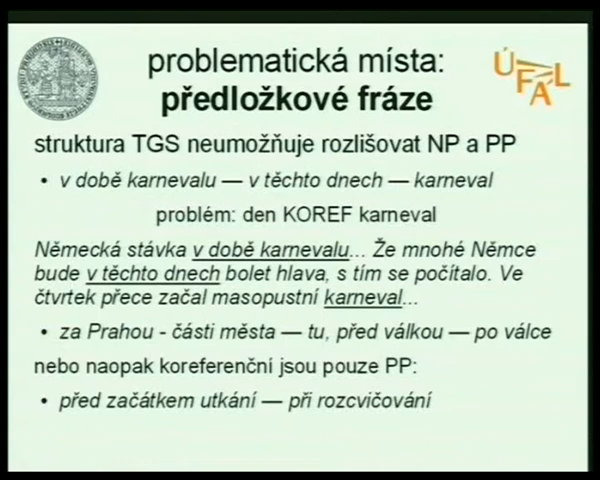 problematická místa:
ÚFAL
předložkové fráze
struktura TGS neumožňuje rozlišovat NP a PP
• v době karnevalu — v těchto dnech — karneval
problém: den KOREF karneval
Německá stávka v době karnevalu... Že mnohé Němce
bude v těchto dnech bolet hlava, s tím se počítalo. Ve
čtvrtek přece začal masopustní karneval...
• za Prahou - části města — tu, před válkou — po válce
nebo naopak koreferenční jsou pouze PP:
• před začátkem utkání — při rozcvičování